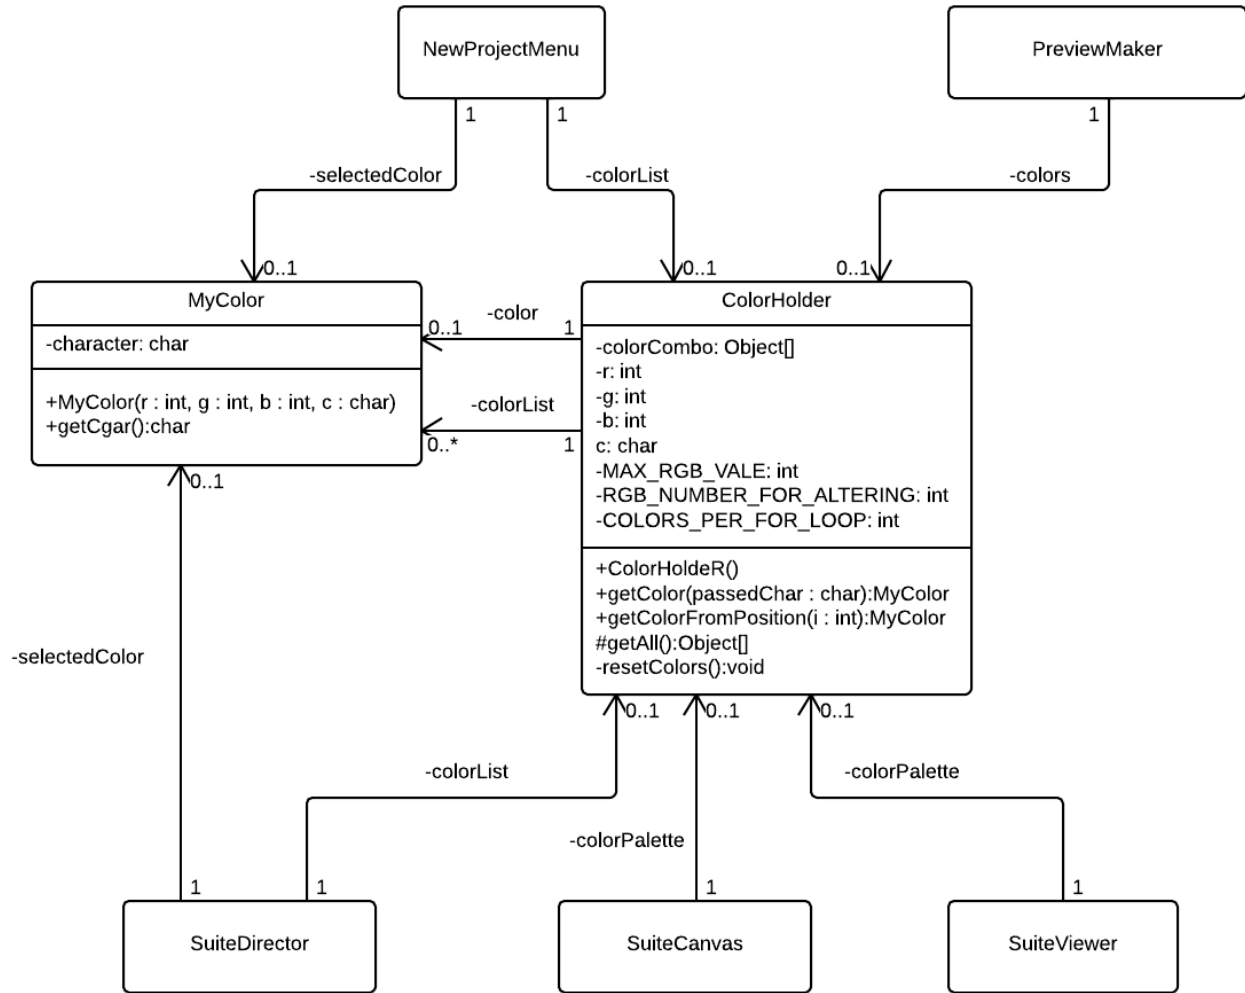 NewProjectMenu
PreviewMaker
1
1
1
-selectedColor
-colorList
-colors
0..1
0..1
0..1
MyColor
-character: char
+MyColor(r : int, g : int, b : int, c : char)
+getCgar():char
-color
0..1
1
-colorList
0..*
1
ColorHolder
-colorCombo: Object[]
-r: int
-g: int
-b: int
c: char
-MAX_RGB_VALE: int
-RGB_NUMBER_FOR_ALTERING: int
-COLORS_PER_FOR_LOOP: int
+ColorHoldeR()
+getColor(passedChar : char):MyColor
+getColorFromPosition(i : int):MyColor
#getAll():Object[]
-resetColors():void
0..1
-selectedColor
0..1
0..1
0..1
-colorList
-colorPalette
-colorPalette
1
1
1
1
SuiteDirector
SuiteCanvas
SuiteViewer